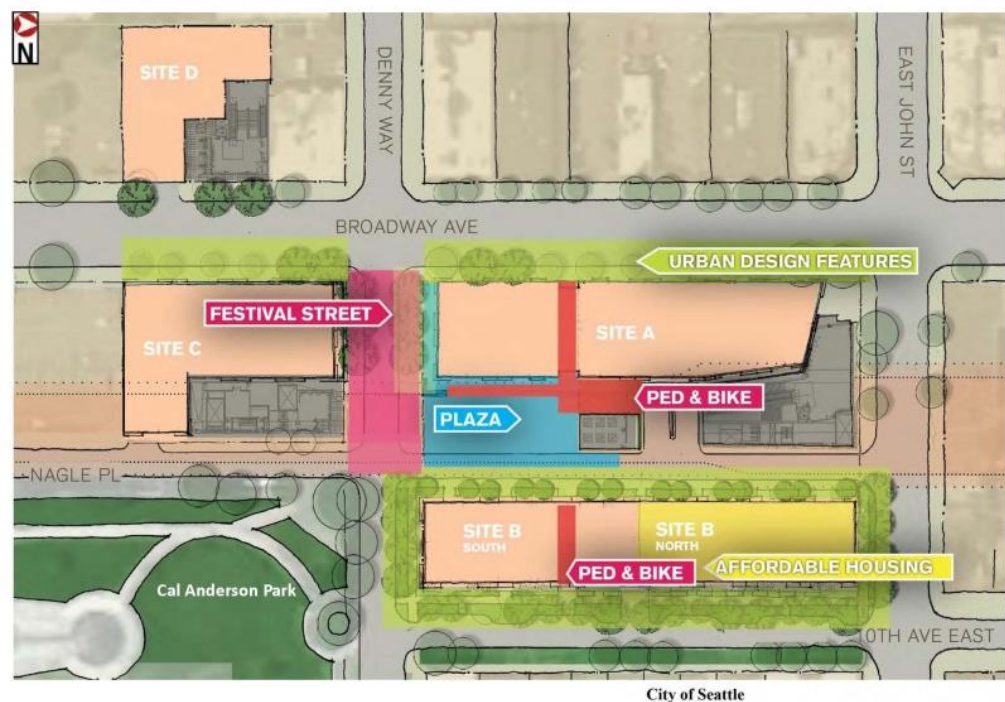 N
SITE D
DENNY WAY
EAST JOHN ST
BROADWAY AVE
URBAN DESIGN FEATURES
FESTIVAL STREET
SITE A
SITE C
PED & BIKE
PLAZA
NAGLE PL
SITE B
SOUTH
SITE B
NORTH
PED & BIKE
AFFORDABLE HOUSING
Cal Anderson Park
10TH AVE EAST
City of Seattle